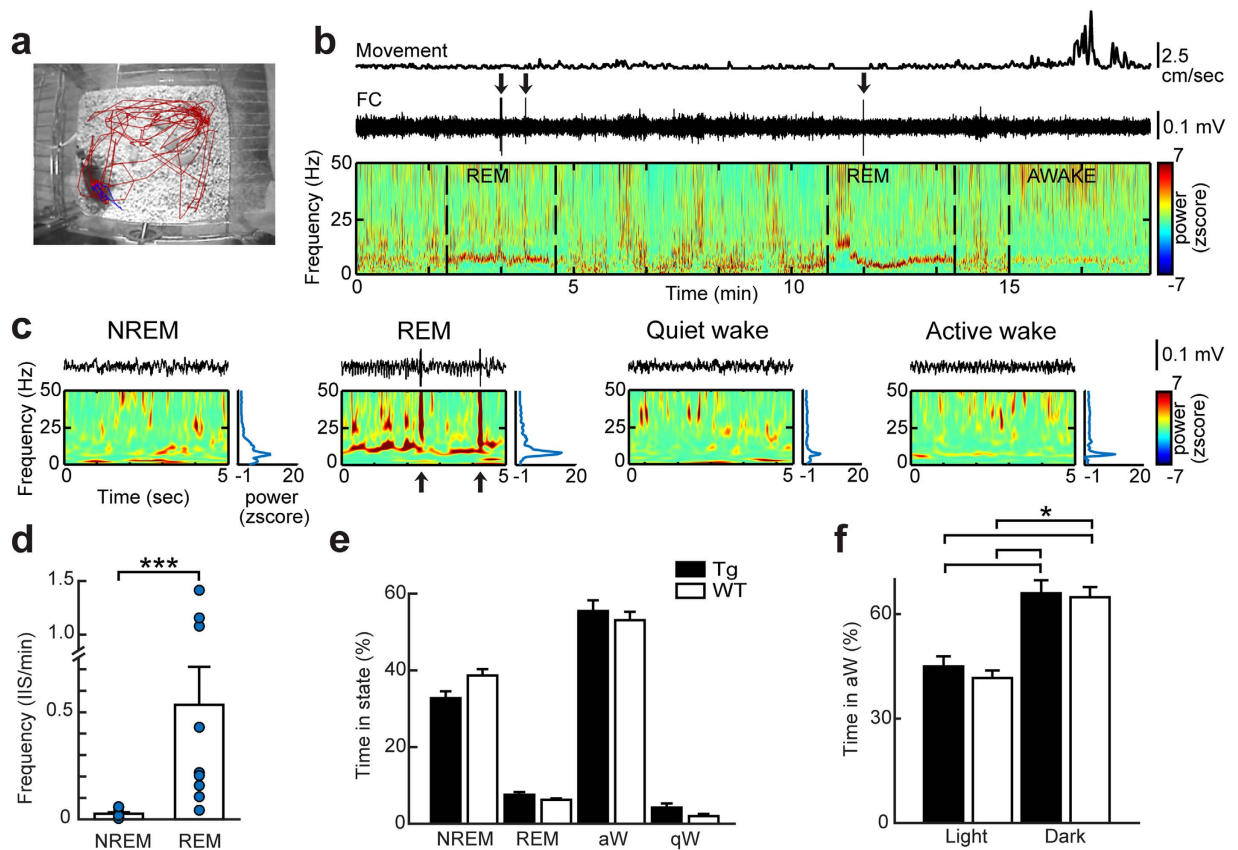 a
b
Movement
2.5
cm/sec
FC
0.1 mV
Frequency (Hz)
50
25
0
REM
REM
AWAKE
7
-7
power
(zscore)
0
5
10
15
Time (min)
c
NREM
REM
Quiet wake
Active wake
0.1 mV
Frequency (Hz)
50
25
0
0
5
Time (sec)
-1
20
power
(zscore)
50
25
0
0
5
-1
20
50
25
0
0
5
-1
20
50
25
0
0
5
-1
20
7
-7
power
(zscore)
d
***
Frequency (IIS/min)
1.5
1.0
0.5
0
NREM
REM
e
Tg
WT
Time in state (%)
60
40
20
0
NREM
REM
aW
qW
f
*
Time in aW (%)
60
30
0
Light
Dark